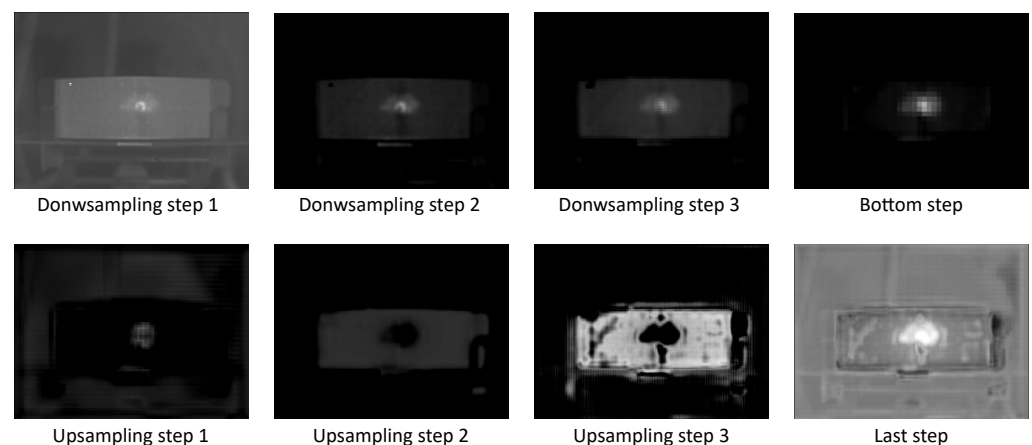 Donwsampling step 1
Donwsampling step 2
Donwsampling step 3
Bottom step
Upsampling step 1
Upsampling step 2
Upsampling step 3
Last step